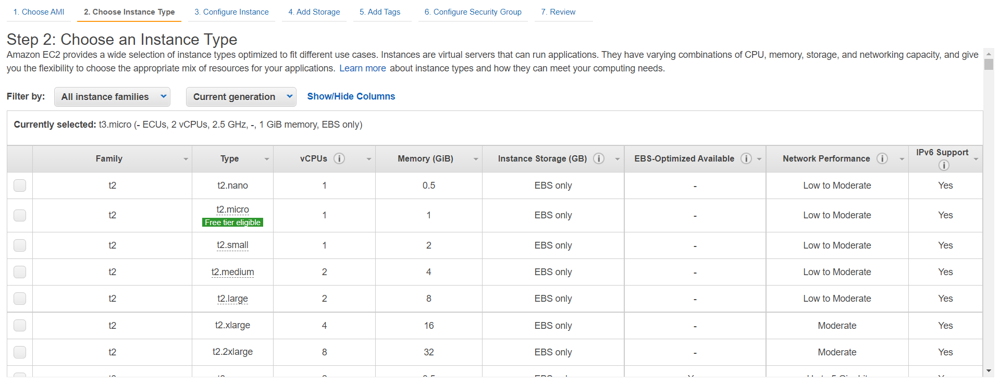 1. Choose AMI 2. Choose Instance Type 3. Configure Instance 4. Add Storage 5. Add Tags 6. Configure Security Group 7. Review
Step 2: Choose an Instance Type
Amazon EC2 provides a wide selection of instance types optimized to fit different use cases. Instances are virtual servers that can run applications. They have varying combinations of CPU, memory, storage, and networking capacity, and give
you the flexibility to choose the appropriate mix of resources for your applications. Learn more about instance types and how they can meet your computing needs.
Filter by: All instance families Current generation Show/Hide Columns
Currently selected: t3.micro (- ECUs, 2 vCPUs, 2.5 GHz, -, 1 GiB memory, EBS only)
Family Type vCPUs Memory (GiB) Instance Storage (GB) EBS-Optimized Available Network Performance IPv6 Support
t2 t2.nano 1 0.5 EBS only - Low to Moderate Yes
t2 t2.micro 1 1 EBS only - Low to Moderate Yes
Free tier eligible
t2 t2.small 1 2 EBS only - Low to Moderate Yes
t2 t2.medium 2 4 EBS only - Low to Moderate Yes
t2 t2.large 2 8 EBS only - Low to Moderate Yes
t2 t2.xlarge 4 16 EBS only - Moderate Yes
t2 t2.2xlarge 8 32 EBS only - Moderate Yes